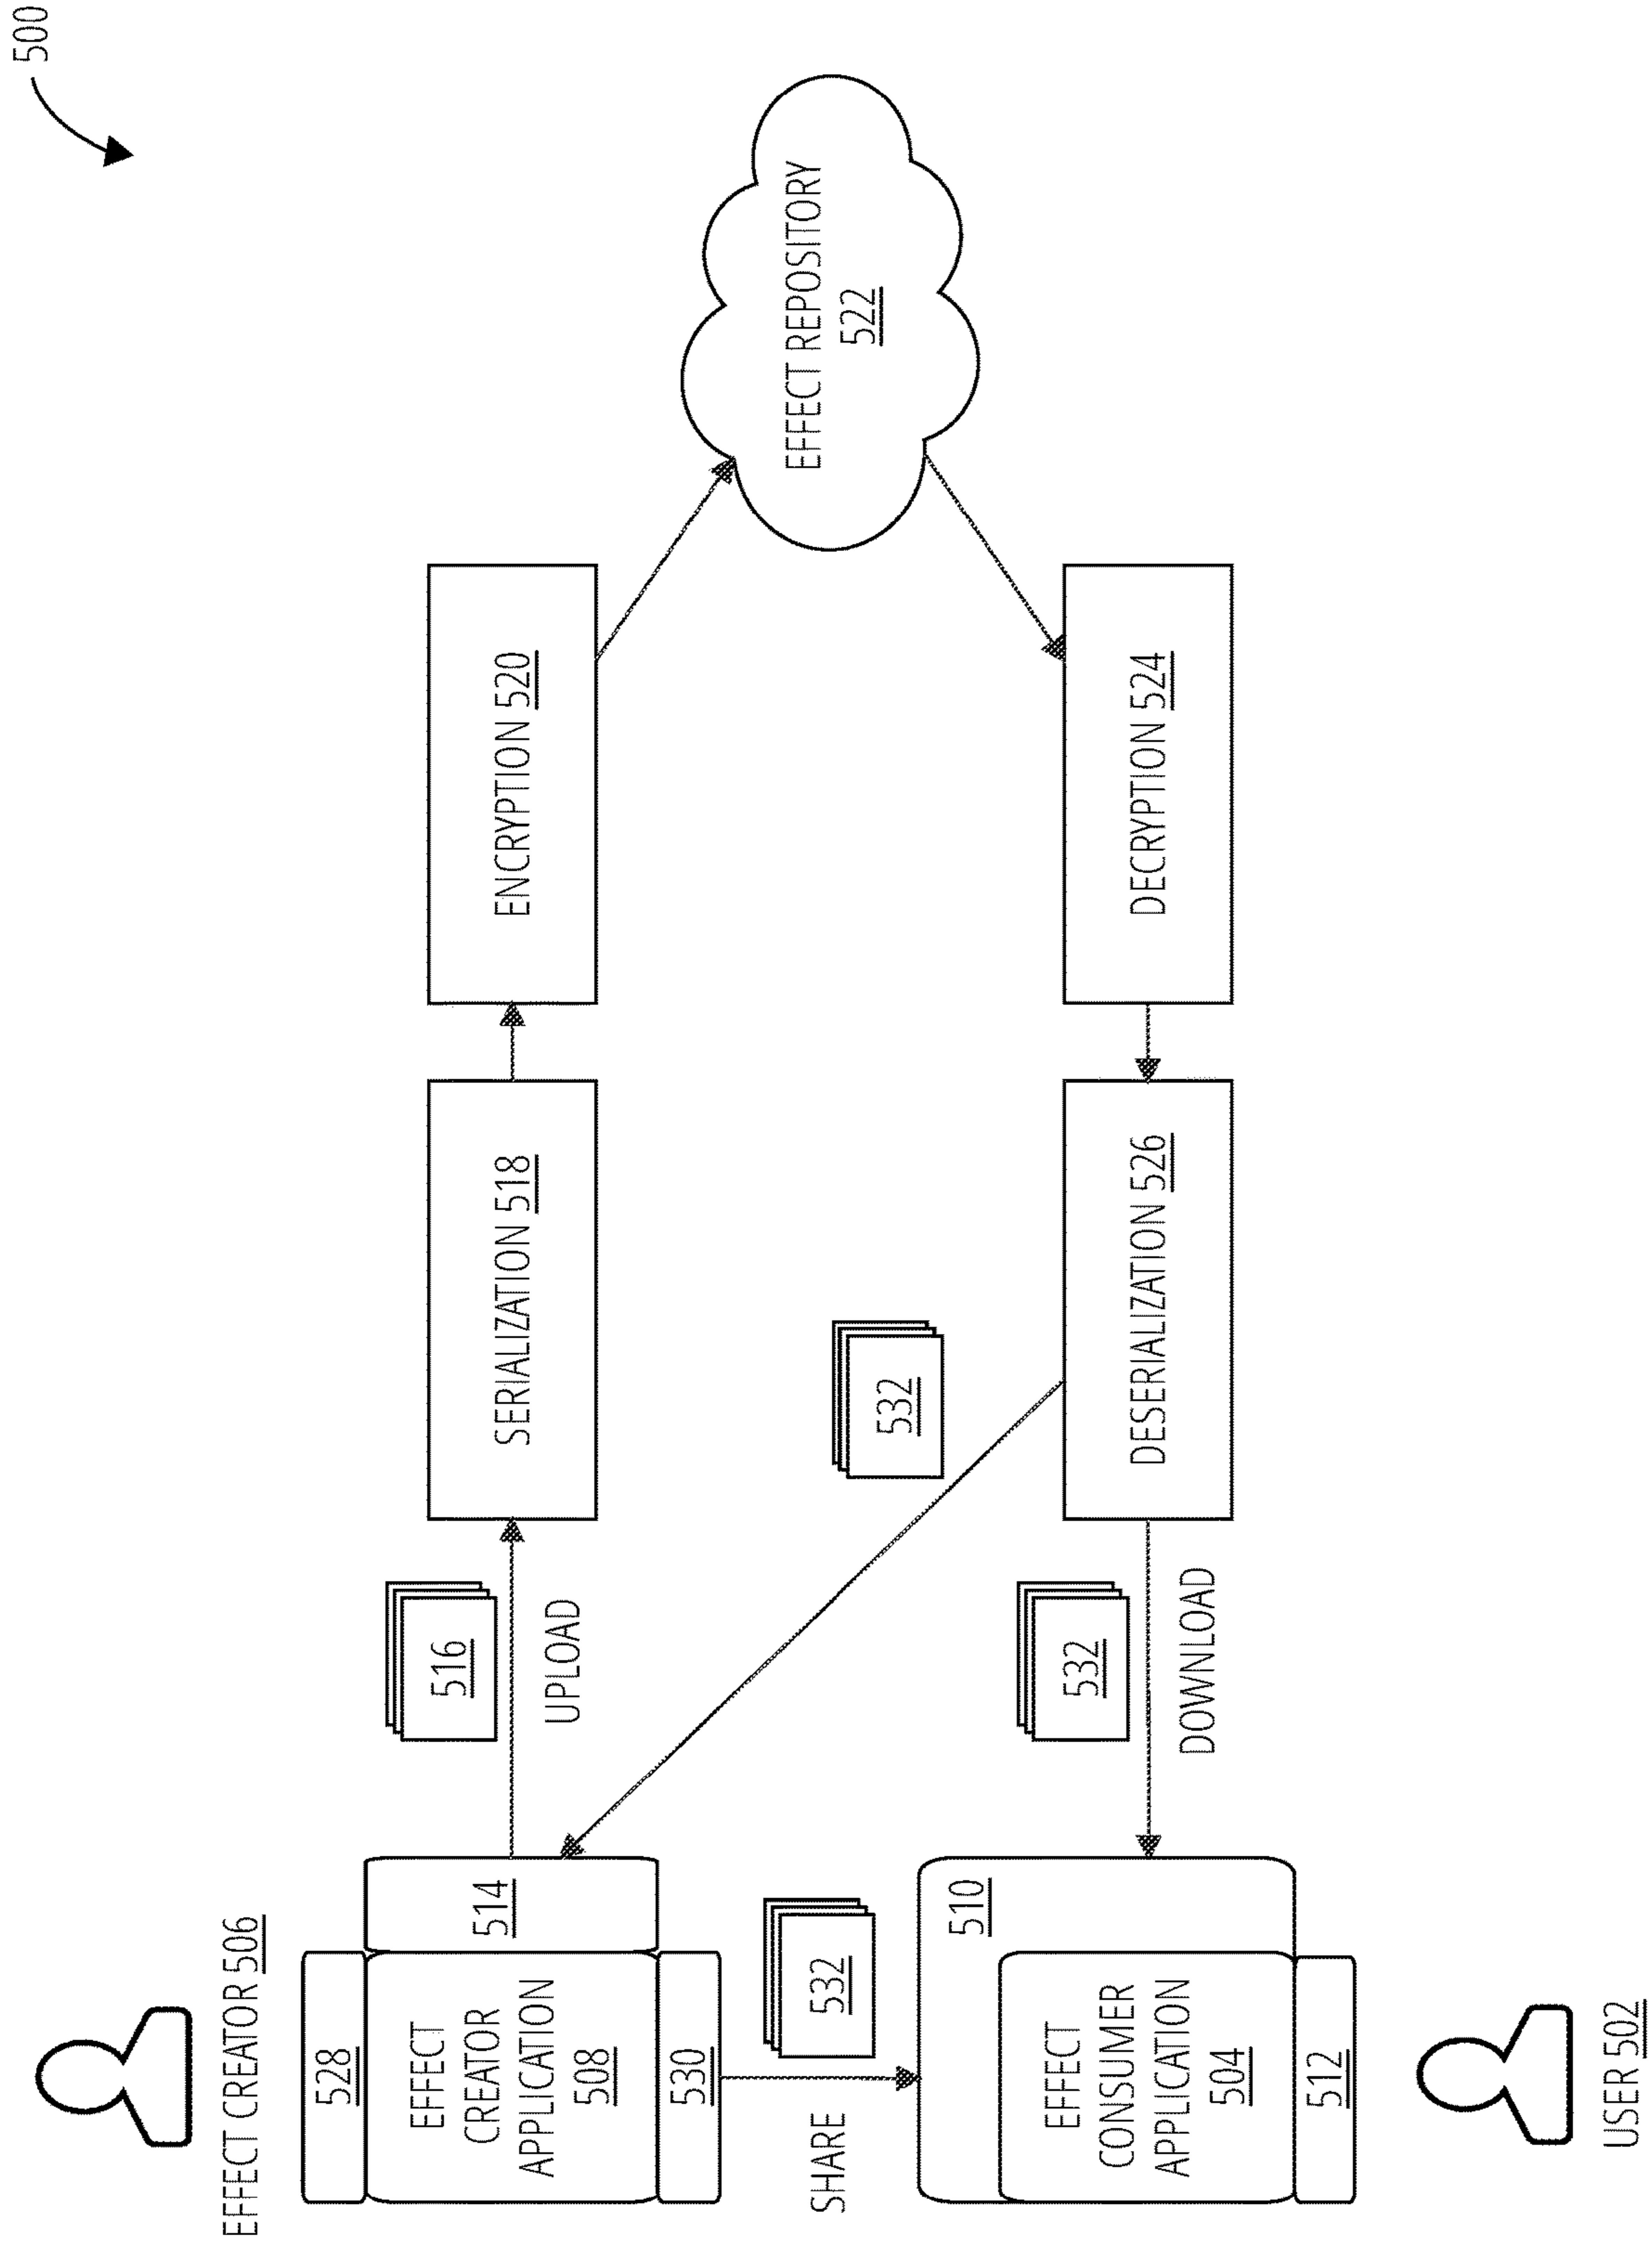 500
EFFECT CREATOR 506
528
EFFECT
CREATOR
APPLICATION
508
514
530
516
UPLOAD
SERIALIZATION 518
ENCRYPTION 520
EFFECT REPOSITORY
522
SHARE
532
532
510
EFFECT
CONSUMER
APPLICATION
504
512
532
DOWNLOAD
DESERIALIZATION 526
DECRYPTION 524
USER 502